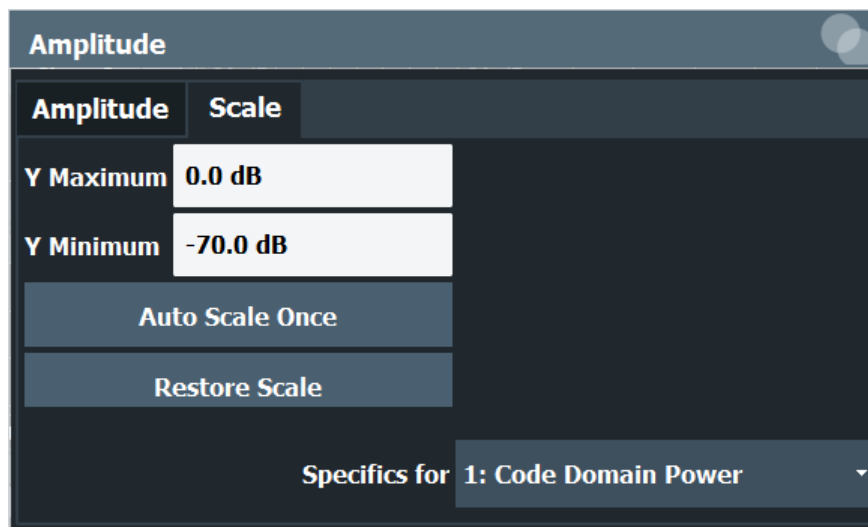 Amplitude
Amplitude Scale
Y Maximum 0.0 dB
Y Minimum -70.0 dB
Auto Scale Once
Restore Scale
Specifics for 1: Code Domain Power